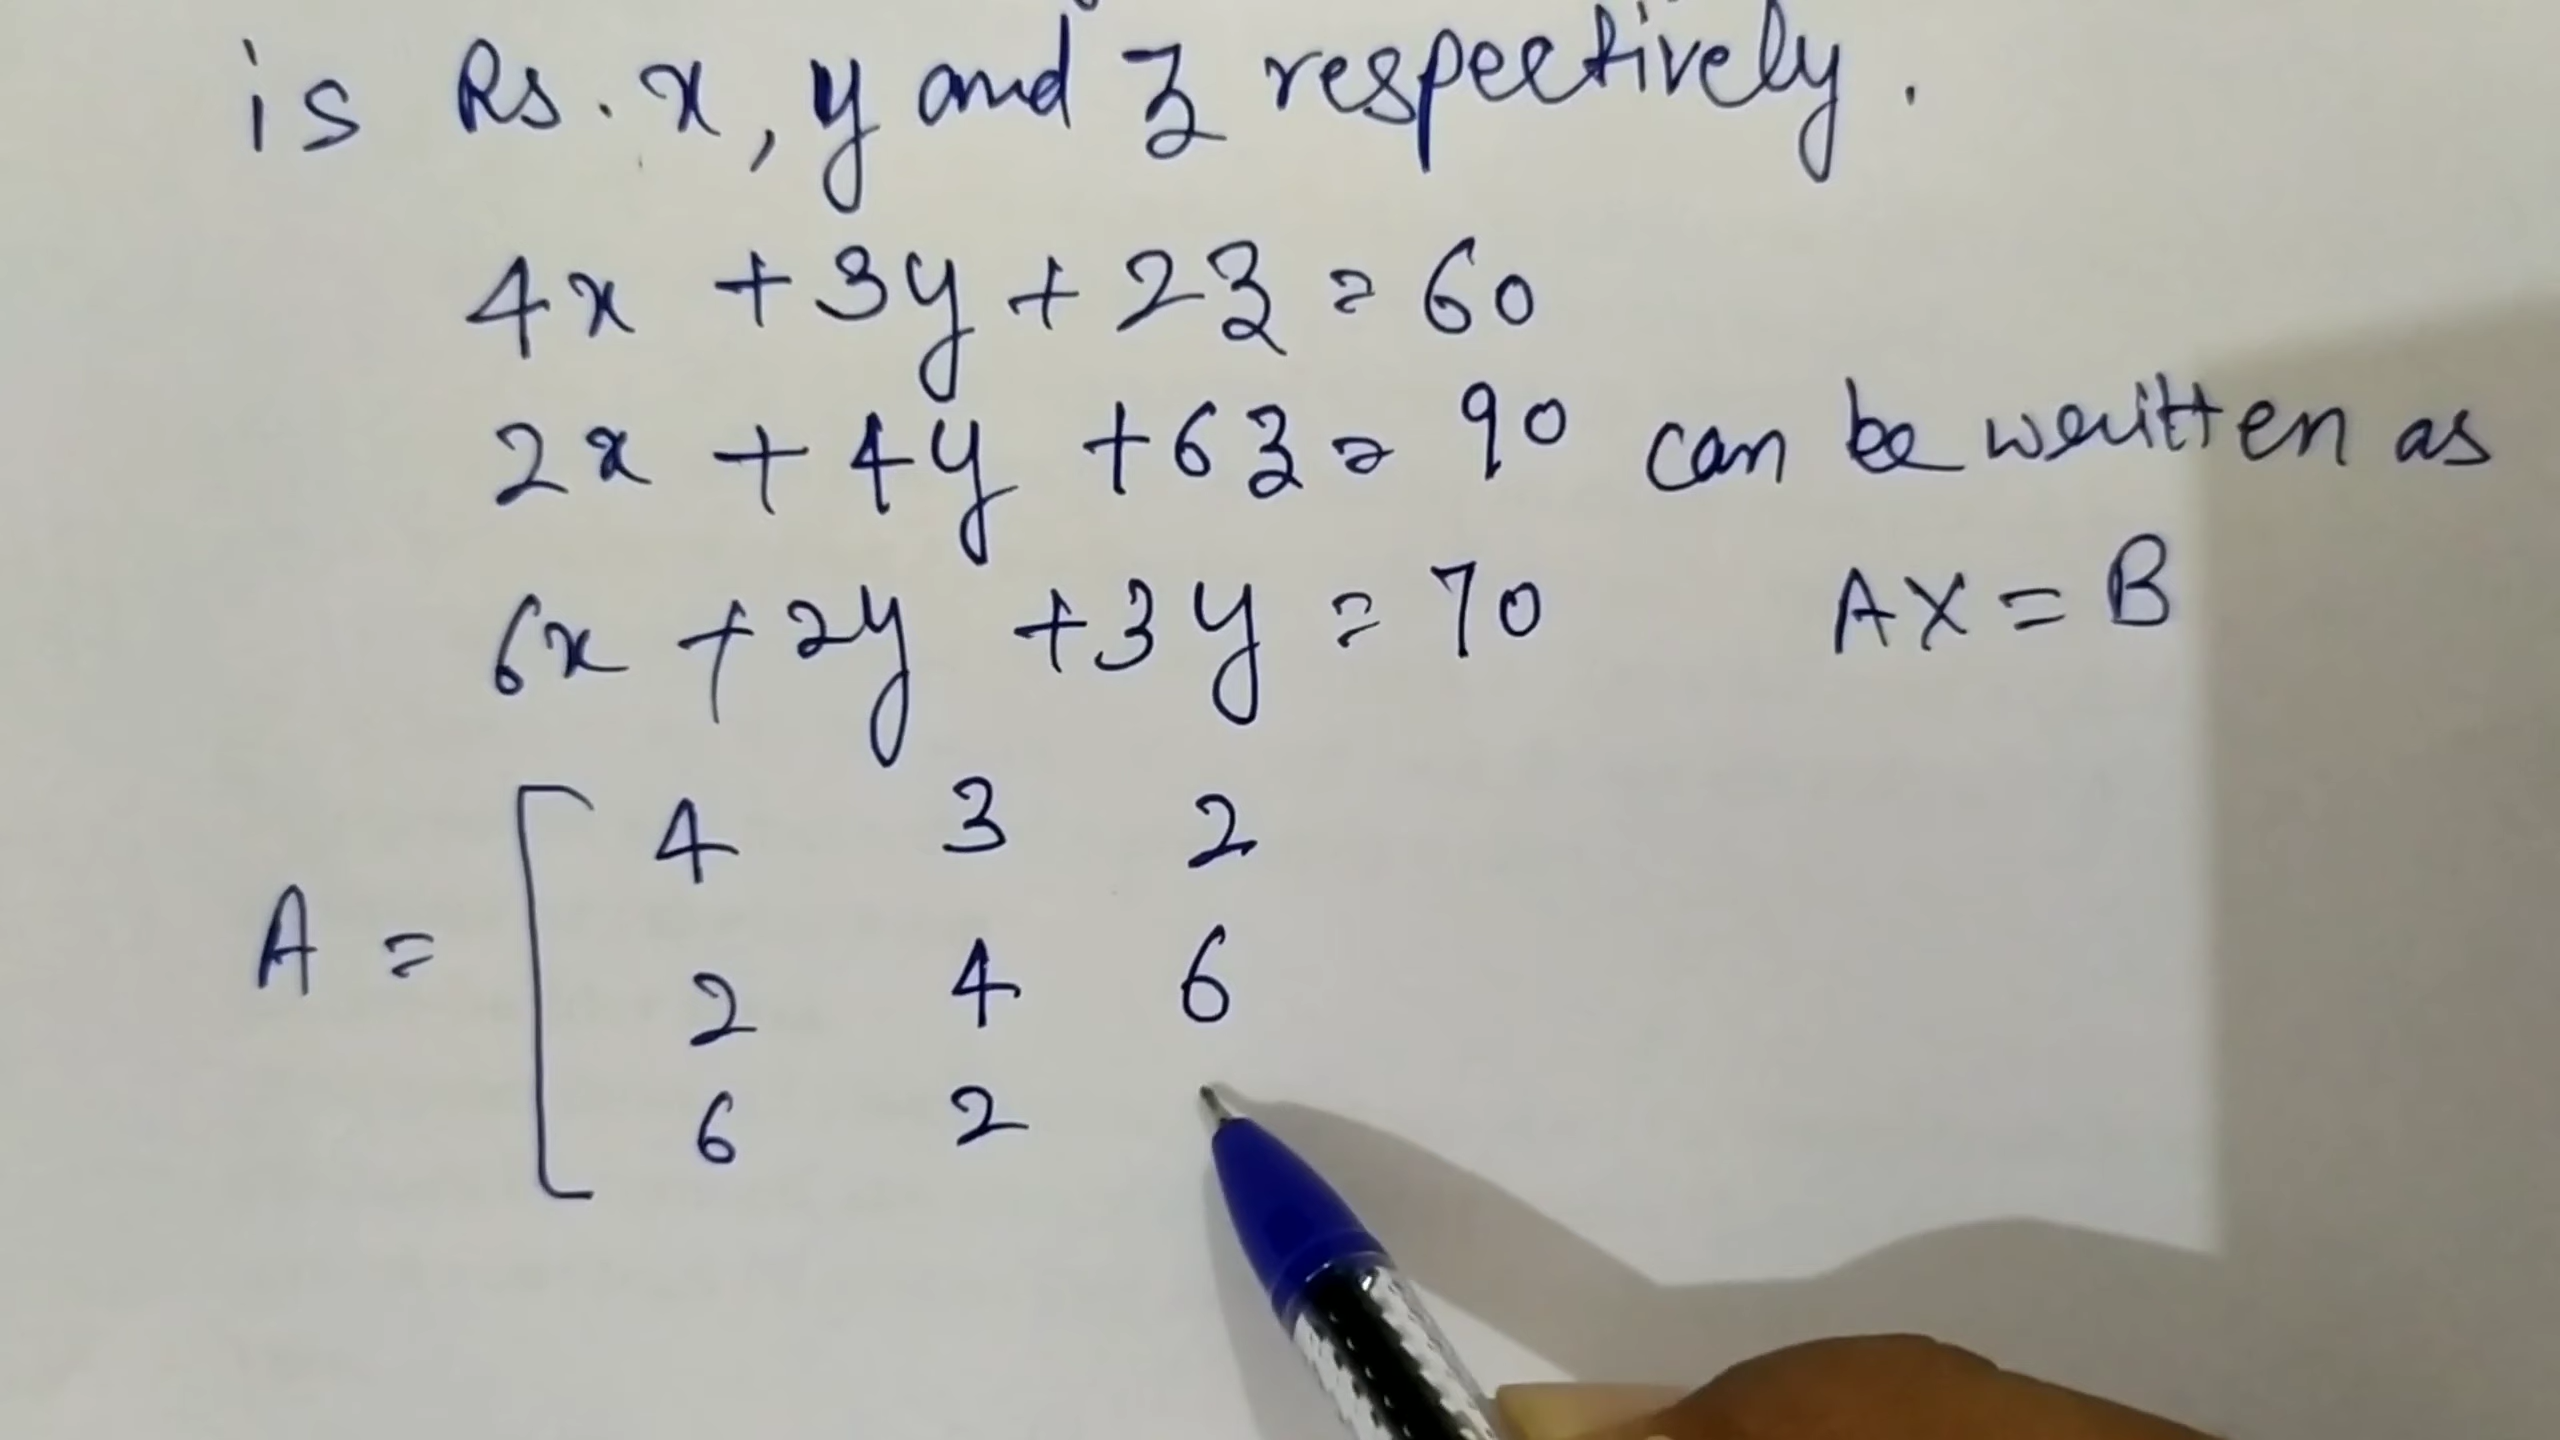 is Rs. x, y and z respectively.
4x + 3y + 2z = 60
2x + 4y + 6z = 90 can be written as
6x + 2y + 3y = 70 AX = B
4 3 2
A = [ 2 4 6
6 2